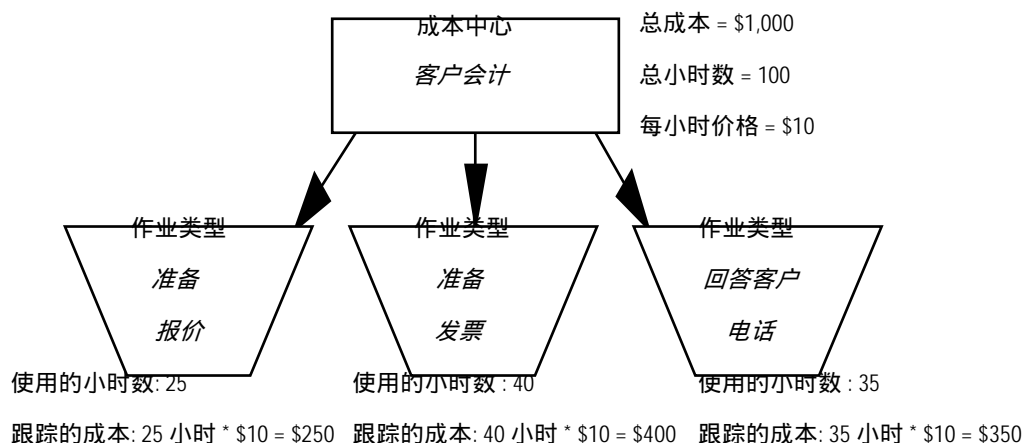 成本中心
客户会计
总成本 = $1,000
总小时数 = 100
每小时价格 = $10
作业类型
准备
报价
作业类型
准备
发票
作业类型
回答客户
电话
使用的小时数: 25
使用的小时数 : 40
使用的小时数 : 35
跟踪的成本: 25 小时 * $10 = $250
跟踪的成本: 40 小时 * $10 = $400
跟踪的成本: 35 小时 * $10 = $350